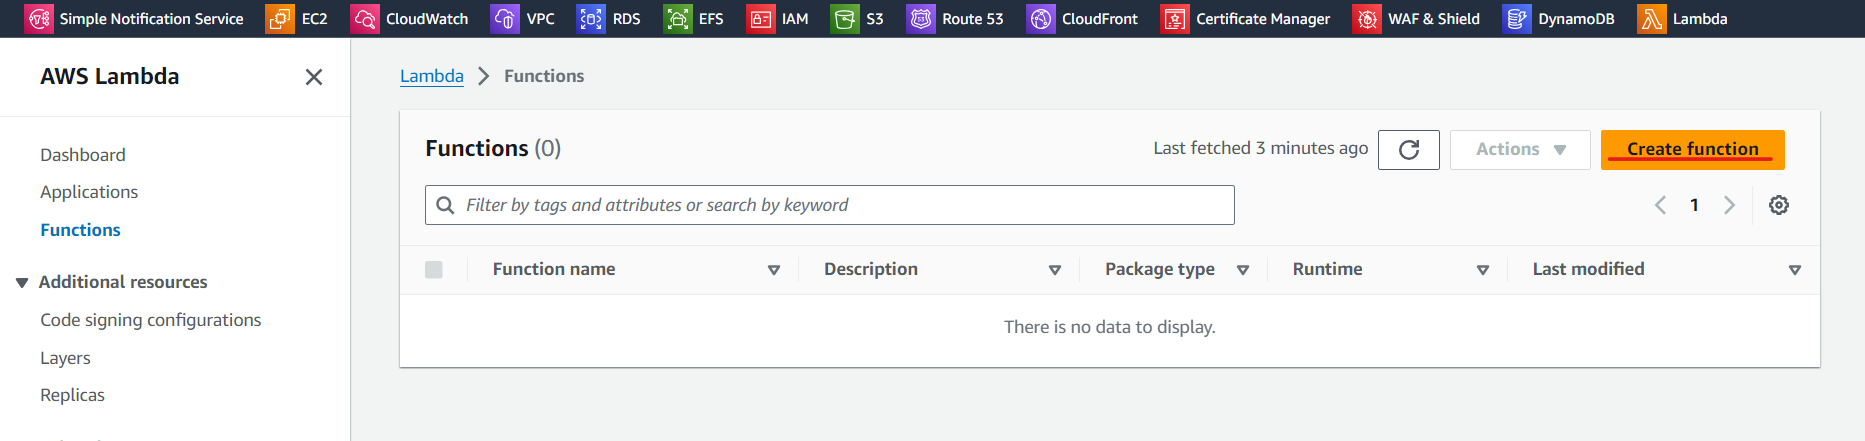 Simple Notification Service EC2 CloudWatch VPC RDS EFS IAM S3 Route 53 CloudFront Certificate Manager WAF & Shield DynamoDB Lambda
AWS Lambda
Dashboard
Applications
Functions
Additional resources
Code signing configurations
Layers
Replicas
Lambda Functions
Functions (0)
Last fetched 3 minutes ago
Actions
Create function
Filter by tags and attributes or search by keyword
1
Function name Description Package type Runtime Last modified
There is no data to display.